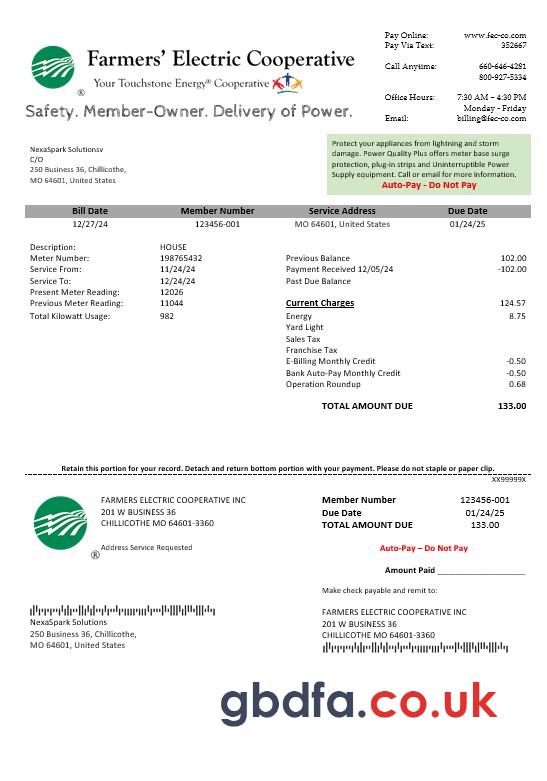 Farmers' Electric Cooperative
Your Touchstone Energy® Cooperative
®
Safety. Member-Owner. Delivery of Power.
Pay Online: www.fec-co.com
Pay Via Text: 352667
Call Anytime: 660-646-4281
800-927-5334
Office Hours: 7:30 AM – 4:30 PM
Monday - Friday
Email: billing@fec-co.com
NexaSpark Solutionsv
C/O
250 Business 36, Chillicothe,
MO 64601, United States
Protect your appliances from lightning and storm
damage. Power Quality Plus offers meter base surge
protection, plug-in strips and Uninterruptible Power
Supply equipment. Call or email for more information.
Auto-Pay - Do Not Pay
Bill Date Member Number Service Address Due Date
12/27/24 123456-001 MO 64601, United States 01/24/25
Description: HOUSE
Meter Number: 198765432
Service From: 11/24/24
Service To: 12/24/24
Present Meter Reading: 12026
Previous Meter Reading: 11044
Total Kilowatt Usage: 982
Previous Balance 102.00
Payment Received 12/05/24 -102.00
Past Due Balance
Current Charges 124.57
Energy 8.75
Yard Light
Sales Tax
Franchise Tax
E-Billing Monthly Credit -0.50
Bank Auto-Pay Monthly Credit -0.50
Operation Roundup 0.68
TOTAL AMOUNT DUE 133.00
Retain this portion for your record. Detach and return bottom portion with your payment. Please do not staple or paper clip.
XX99999X
FARMERS ELECTRIC COOPERATIVE INC
201 W BUSINESS 36
CHILLICOTHE MO 64601-3360
® Address Service Requested
Member Number 123456-001
Due Date 01/24/25
TOTAL AMOUNT DUE 133.00
Auto-Pay – Do Not Pay
Amount Paid ____________________
Make check payable and remit to:
NexaSpark Solutions
250 Business 36, Chillicothe,
MO 64601, United States
FARMERS ELECTRIC COOPERATIVE INC
201 W BUSINESS 36
CHILLICOTHE MO 64601-3360
gbdfa.co.uk